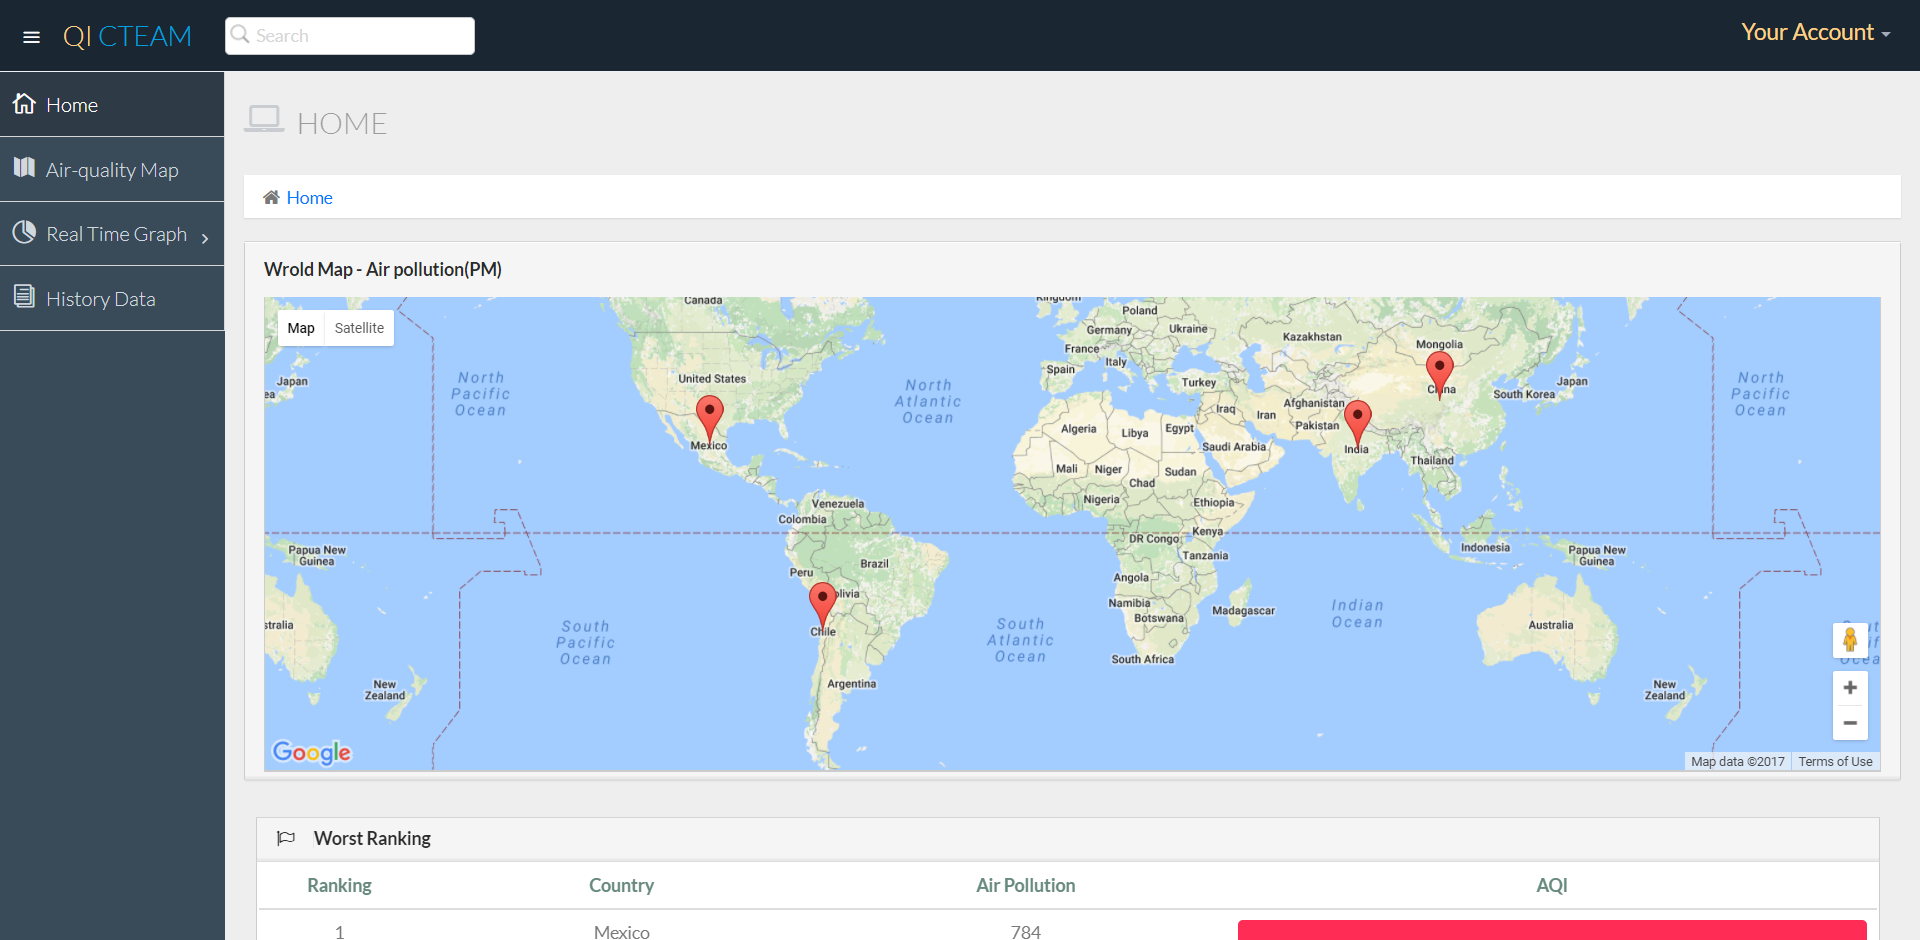 QI CTEAM
Search
Your Account
Home
Air-quality Map
Real Time Graph
History Data
HOME
Home
Wrold Map - Air pollution(PM)
Map
Satellite
Canada
Kingdom
Poland
Germany
Ukraine
France
Italy
Spain
Turkey
Kazakhstan
Mongolia
China
Japan
South Korea
Japan
ea
North
Pacific
Ocean
United States
North
Atlantic
Ocean
Mexico
Afghanistan
Iraq
Iran
Pakistan
India
Algeria
Libya
Egypt
Saudi Arabia
Thailand
Mali
Niger
Sudan
Chad
Nigeria
Ethiopia
North
Pacific
Ocean
Venezuela
Colombia
DR Congo
Kenya
Tanzania
Indonesia
Papua New
Guinea
Papua New
Guinea
Peru
Brazil
olivia
Chile
Angola
Namibia
Botswana
Madagascar
South Africa
Indian
Ocean
Australia
stralia
South
Pacific
Ocean
South
Atlantic
Ocean
Argentina
New
Zealand
New
Zealand
Google
Map data ©2017
Terms of Use
Worst Ranking
Ranking Country Air Pollution AQI
1 Mexico 784